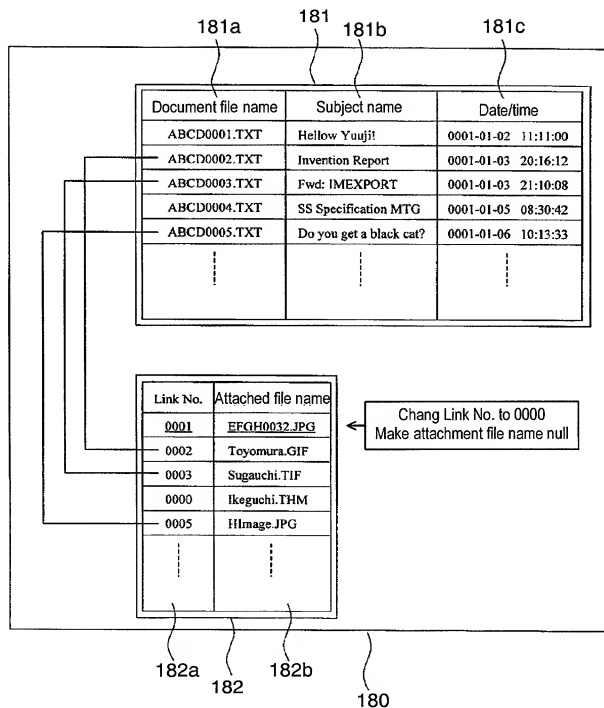 181
181a 181b 181c
Document file name Subject name Date/time
ABCD0001.TXT Hellow Yuuji! 0001-01-02 11:11:00
ABCD0002.TXT Invention Report 0001-01-03 20:16:12
ABCD0003.TXT Fwd: IMEXPORT 0001-01-03 21:10:08
ABCD0004.TXT SS Specification MTG 0001-01-05 08:30:42
ABCD0005.TXT Do you get a black cat? 0001-01-06 10:13:33
Link No. Attached file name
0001 EFGH0032.JPG
0002 Toyomura.GIF
0003 Sugauchi.TIF
0000 Ikeguchi.THM
0005 HImage.JPG
Chang Link No. to 0000
Make attachment file name null
182a 182 182b 180